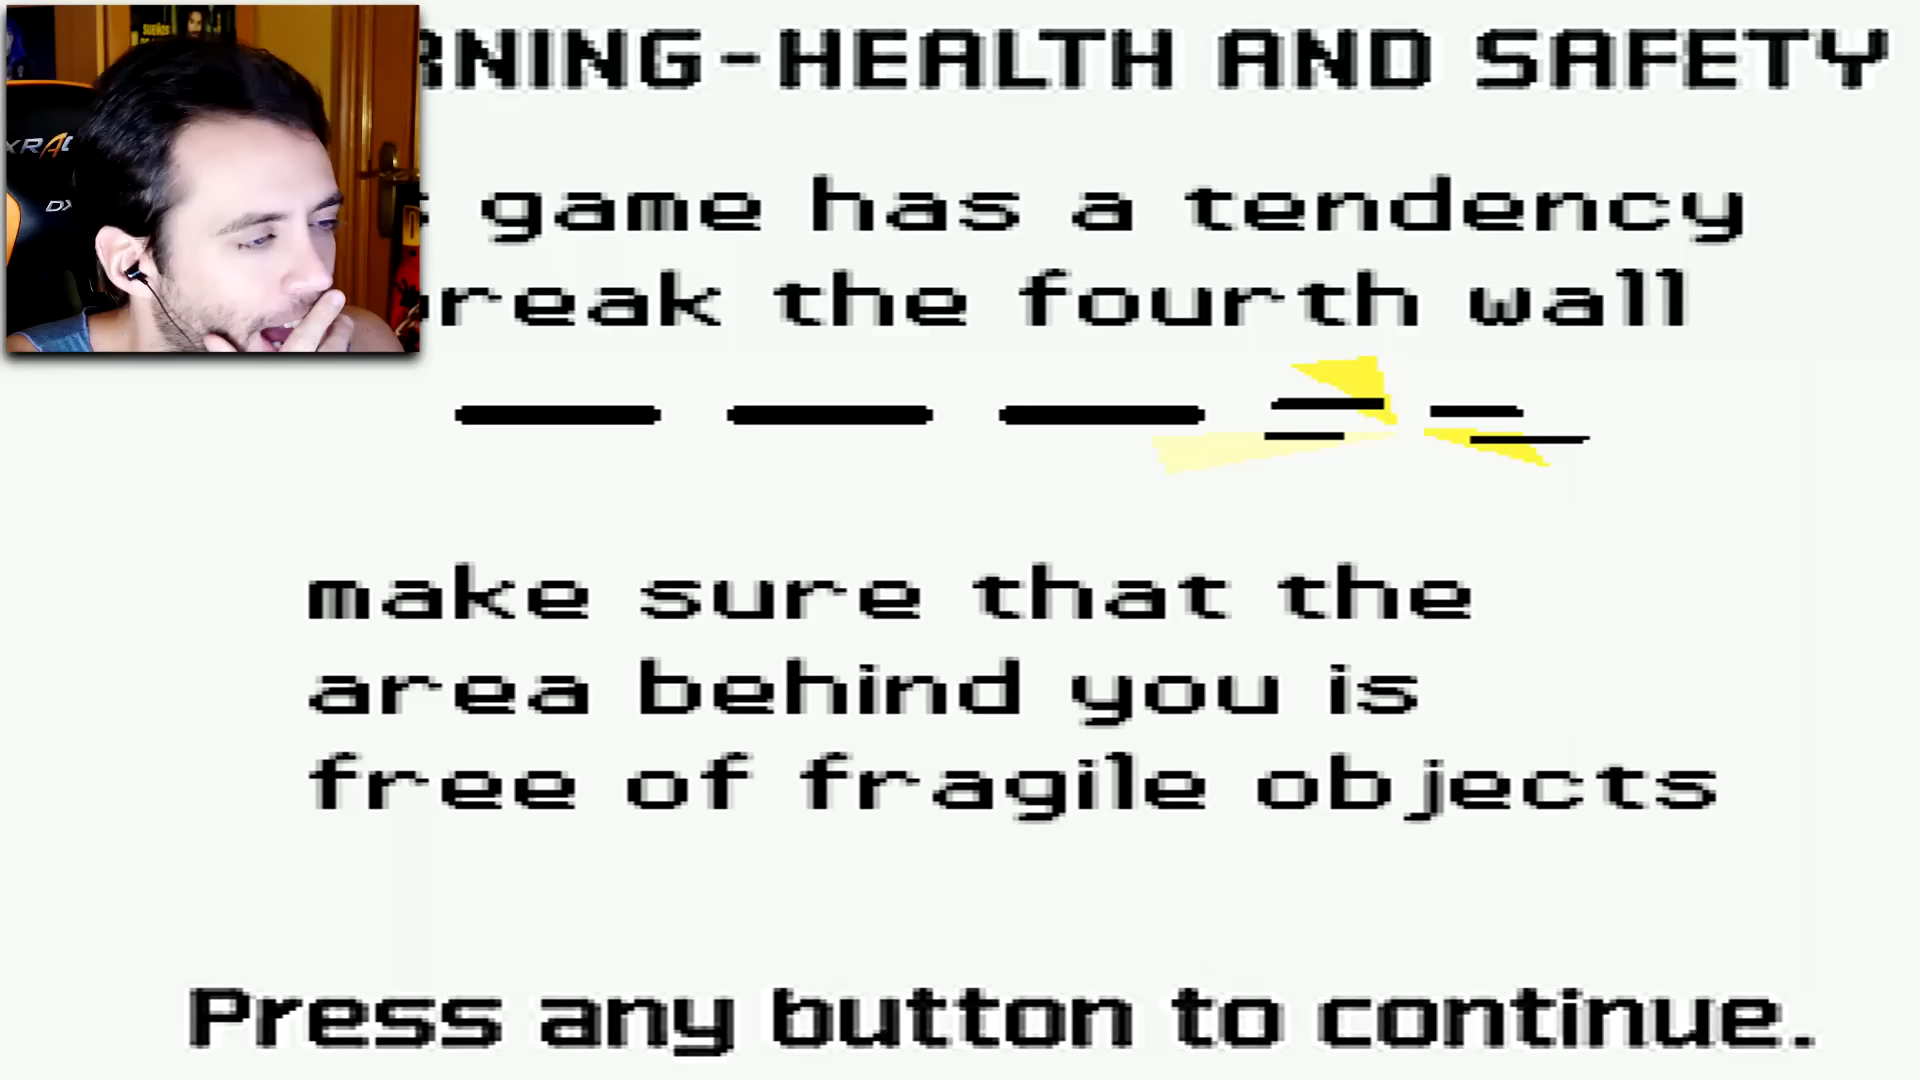 RNING-HEALTH AND SAFETY
game has a tendency
break the fourth wall
make sure that the
area behind you is
free of fragile objects
Press any button to continue.